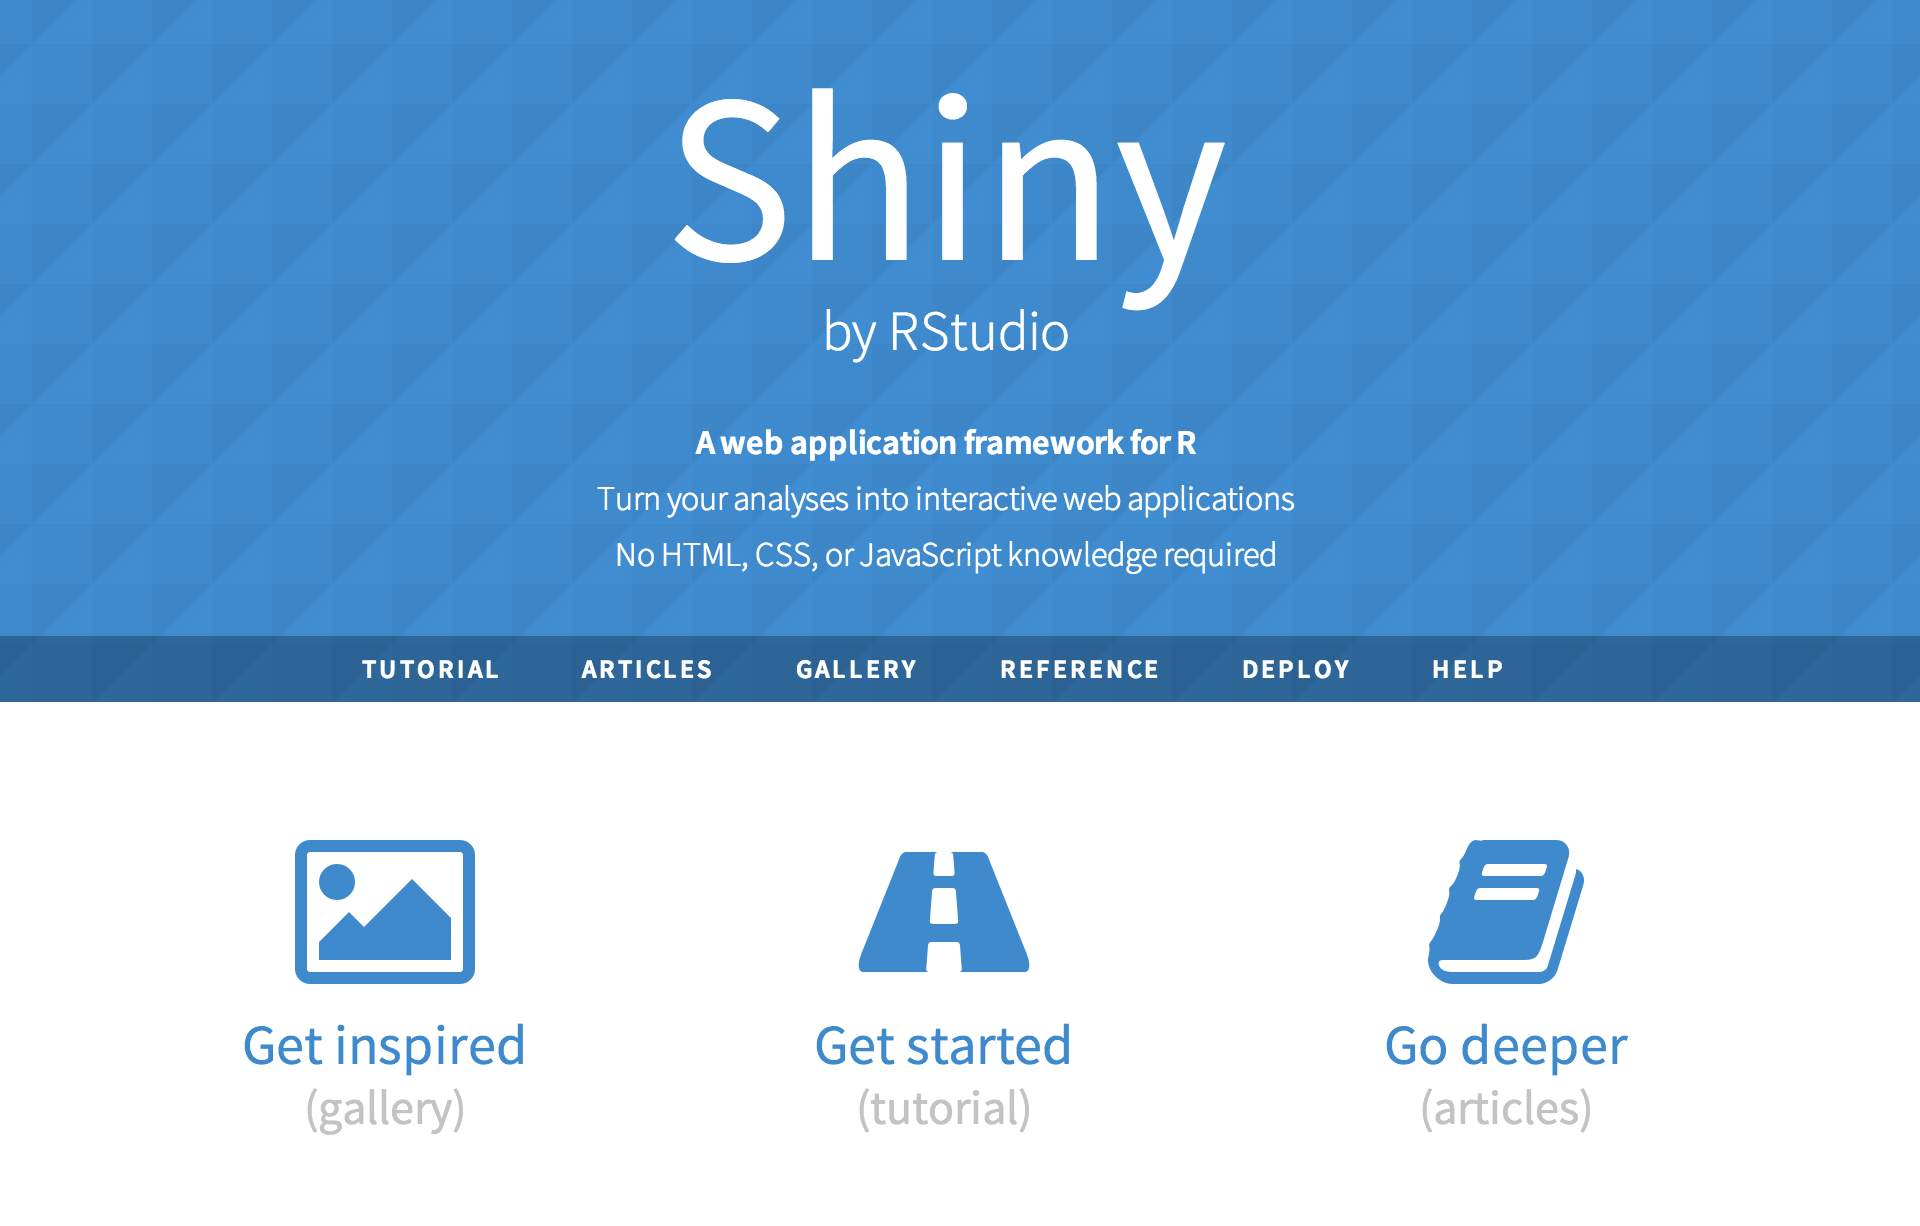 Shiny
by RStudio
A web application framework for R
Turn your analyses into interactive web applications
No HTML, CSS, or JavaScript knowledge required
TUTORIAL ARTICLES GALLERY REFERENCE DEPLOY HELP
Get inspired
(gallery)
Get started
(tutorial)
Go deeper
(articles)